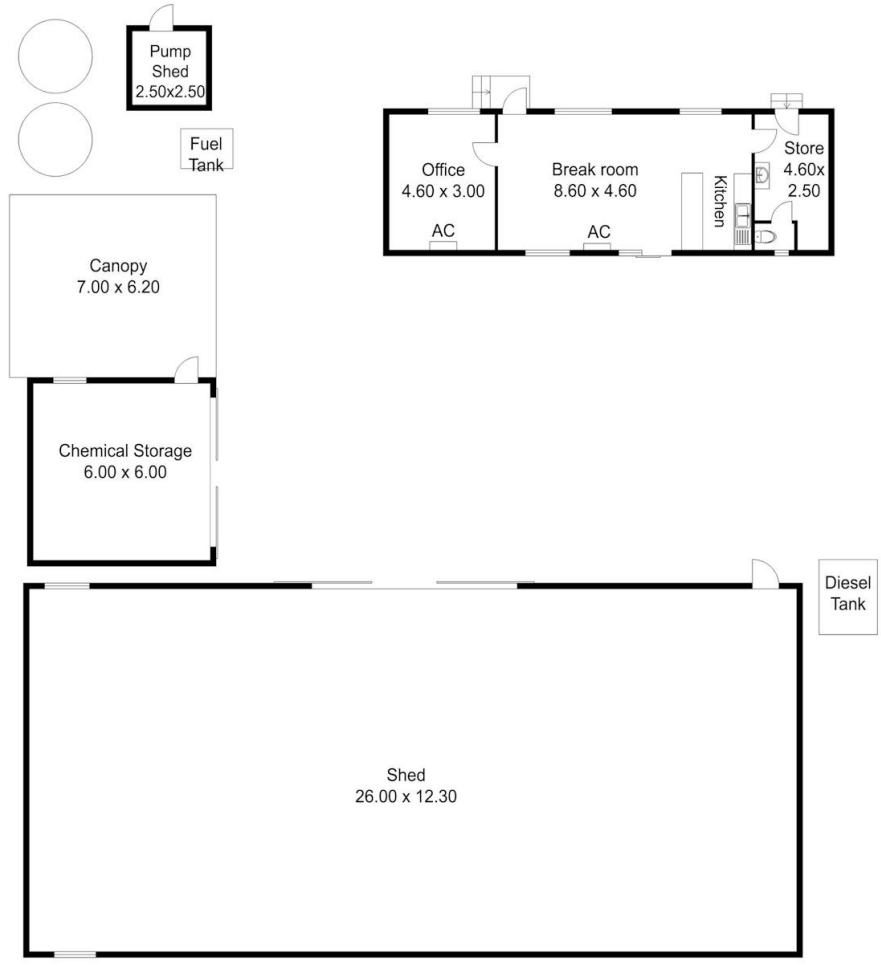 Pump
Shed
2.50x2.50
Fuel
Tank
Office
4.60 x 3.00
AC
Break room
8.60 x 4.60
AC
Kitchen
Store
4.60x
2.50
Canopy
7.00 x 6.20
Chemical Storage
6.00 x 6.00
Diesel
Tank
Shed
26.00 x 12.30